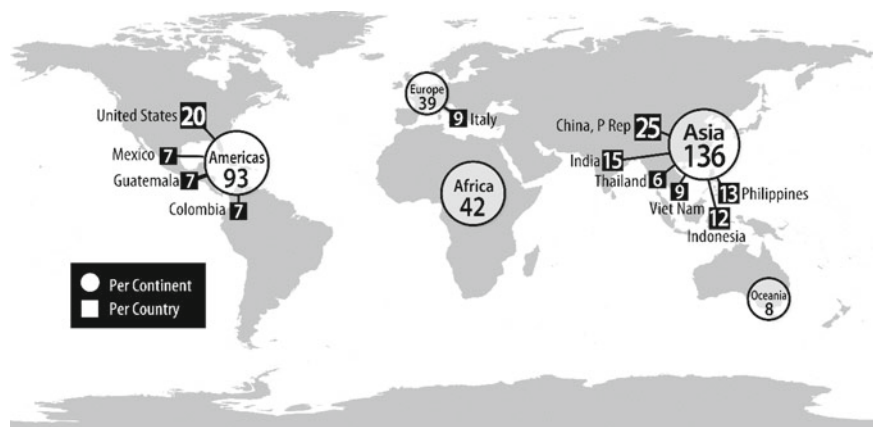 Europe
39
9 Italy
United States 20
Mexico 7
Americas
93
Guatemala 7
Colombia 7
Africa
42
China, P Rep 25
Asia
136
India 15
Thailand 6
9
Viet Nam
13 Philippines
12
Indonesia
Oceania
8
Per Continent
Per Country